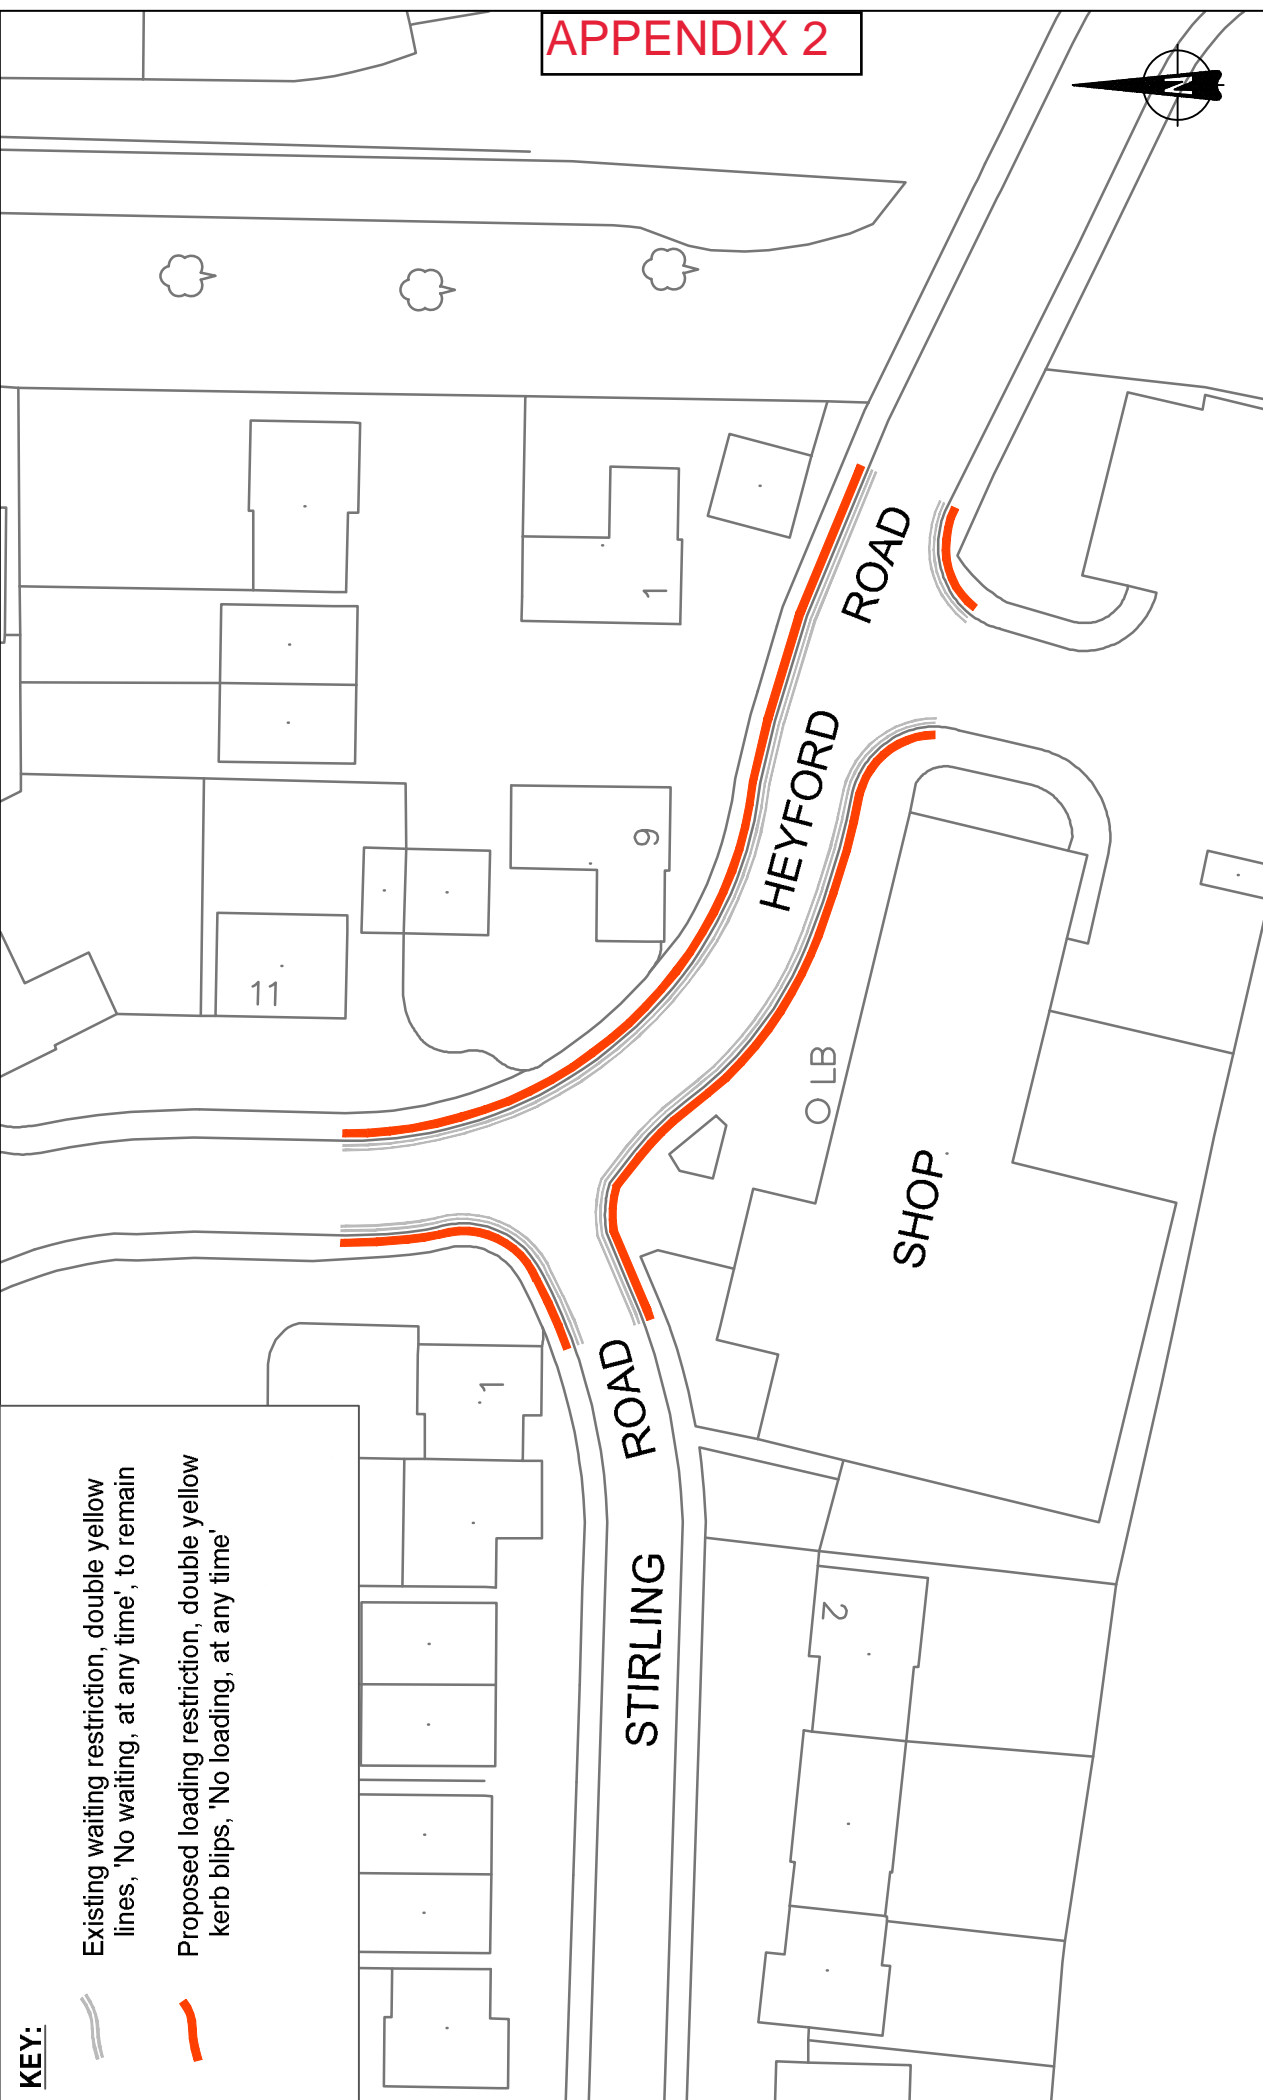 APPENDIX 2
N
1
9
11
HEYFORD ROAD
LB
SHOP
1
STIRLING ROAD
2
KEY:
Existing waiting restriction, double yellow
lines, 'No waiting, at any time', to remain
Proposed loading restriction, double yellow
kerb blips, 'No loading, at any time'